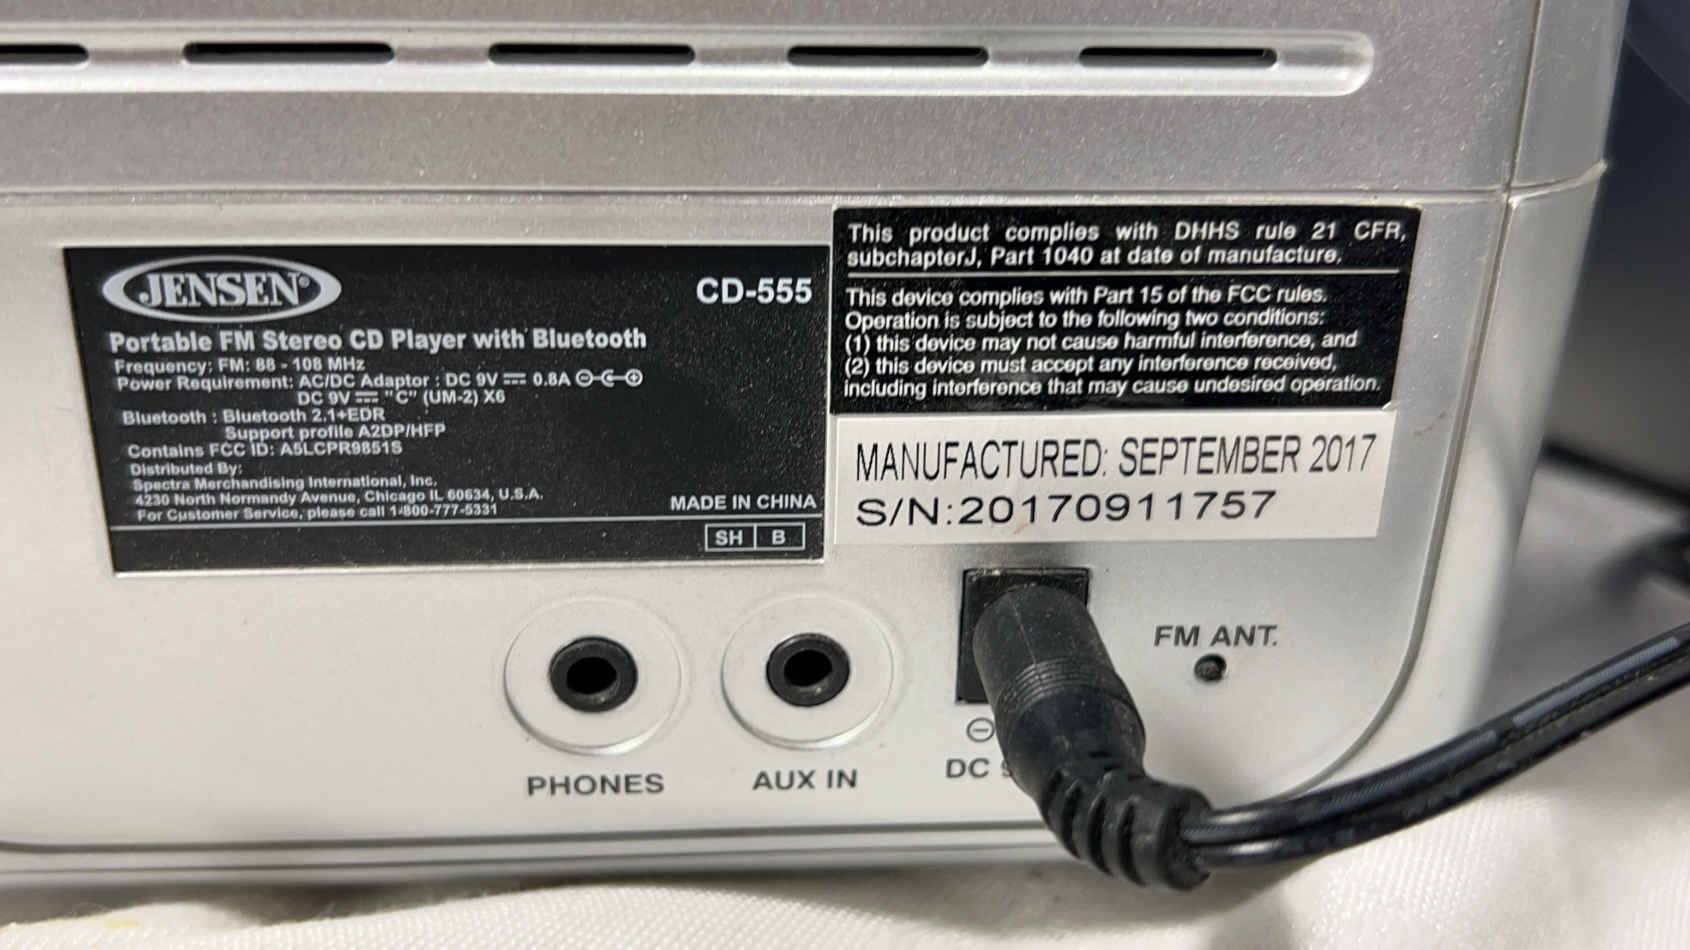 JENSEN®
CD-555
Portable FM Stereo CD Player with Bluetooth
Frequency: FM: 88 - 108 MHz
Power Requirement: AC/DC Adaptor : DC 9V 0.8A
DC 9V "C" (UM-2) X6
Bluetooth : Bluetooth 2.1+EDR
Support profile A2DP/HFP
Contains FCC ID: A5LCPR9851S
Distributed By:
Spectra Merchandising International, Inc.
4230 North Normandy Avenue, Chicago IL 60634, U.S.A.
For Customer Service, please call 1-800-777-5331
MADE IN CHINA
SH B
This product complies with DHHS rule 21 CFR,
subchapterJ, Part 1040 at date of manufacture.
This device complies with Part 15 of the FCC rules.
Operation is subject to the following two conditions:
(1) this device may not cause harmful interference, and
(2) this device must accept any interference received,
including interference that may cause undesired operation.
MANUFACTURED: SEPTEMBER 2017
S/N:20170911757
FM ANT.
PHONES
AUX IN
DC